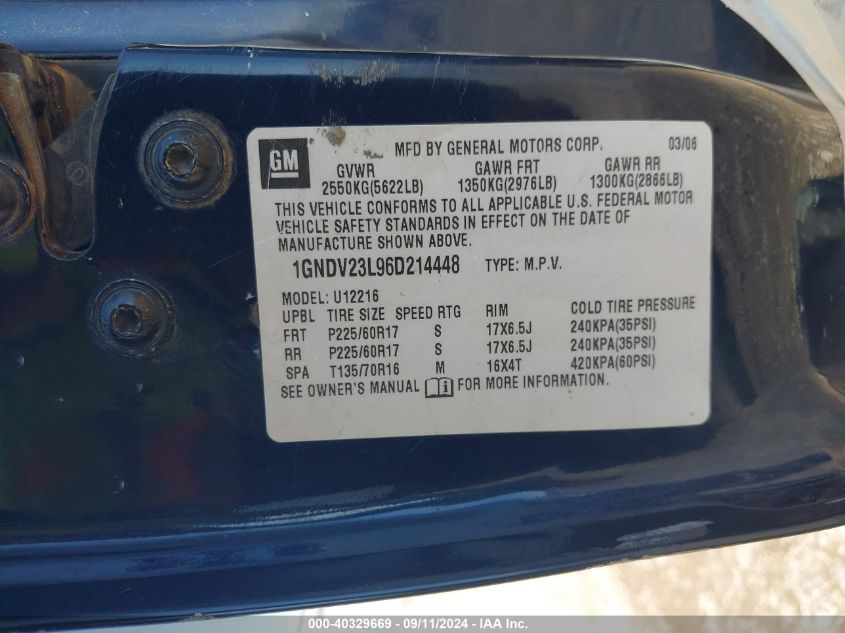 GM
MFD BY GENERAL MOTORS CORP. 03/06
GVWR GAWR FRT GAWR RR
2550KG(5622LB) 1350KG(2976LB) 1300KG(2866LB)
THIS VEHICLE CONFORMS TO ALL APPLICABLE U.S. FEDERAL MOTOR
VEHICLE SAFETY STANDARDS IN EFFECT ON THE DATE OF
MANUFACTURE SHOWN ABOVE.
1GNDV23L96D214448 TYPE: M.P.V.
MODEL: U12216
UPBL TIRE SIZE SPEED RTG RIM COLD TIRE PRESSURE
FRT P225/60R17 S 17X6.5J 240KPA(35PSI)
RR P225/60R17 S 17X6.5J 240KPA(35PSI)
SPA T135/70R16 M 16X4T 420KPA(60PSI)
SEE OWNER'S MANUAL FOR MORE INFORMATION.
000-40329669 - 09/11/2024 - IAA Inc.